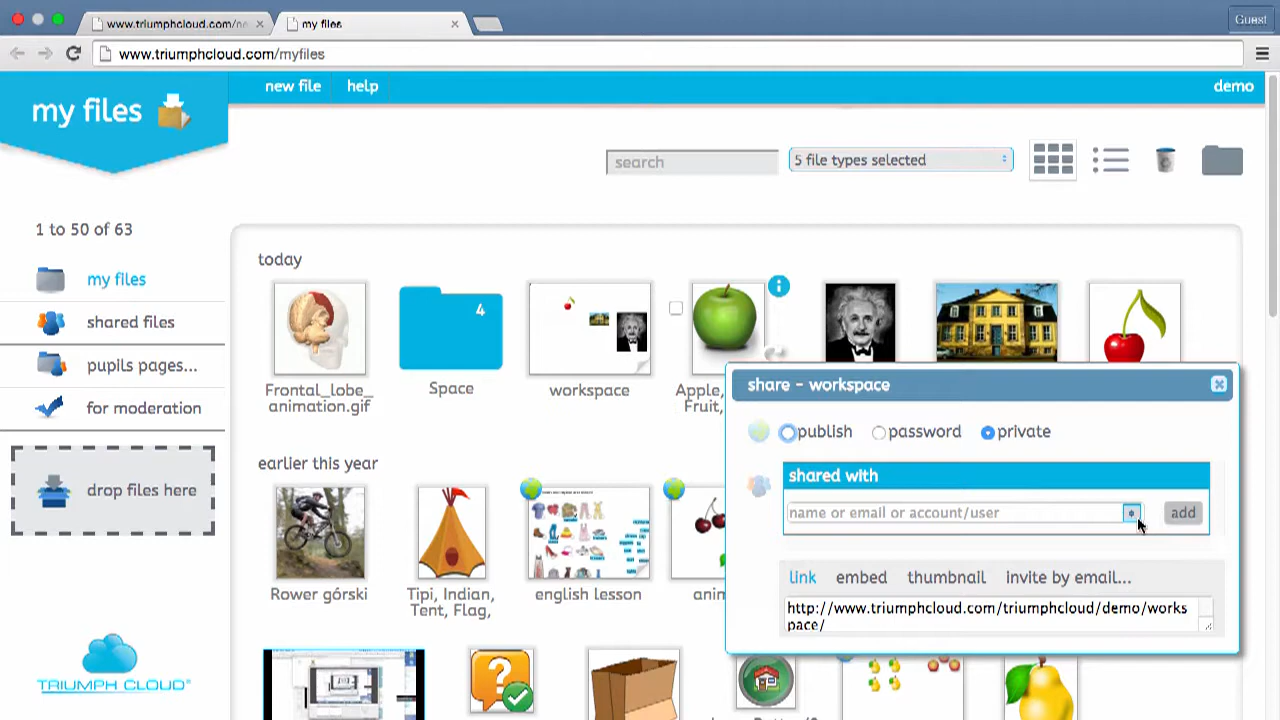 www.triumphcloud.com/ne
my files
Guest
www.triumphcloud.com/myfiles
my files
new file
help
demo
search
5 file types selected
1 to 50 of 63
my files
shared files
pupils pages...
for moderation
drop files here
TRIUMPH CLOUD
today
Frontal_lobe_
animation.gif
4
Space
workspace
Apple,
Fruit,
earlier this year
Rower górski
Tipi, Indian,
Tent, Flag,
english lesson
anim
share - workspace
publish
password
private
shared with
name or email or account/user
add
link
embed
thumbnail
invite by email...
http://www.triumphcloud.com/triumphcloud/demo/works
pace/